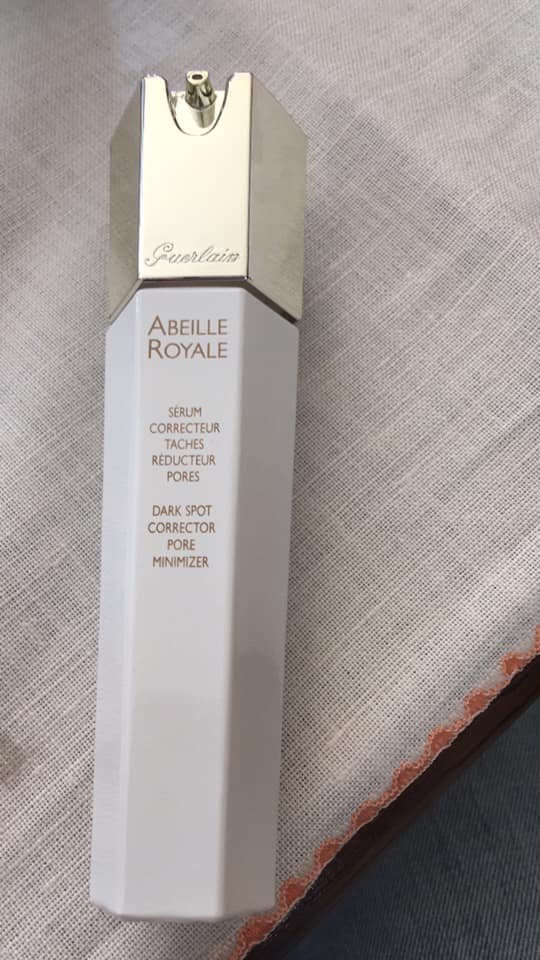 Guerlain
ABEILLE
ROYALE
SÉRUM
CORRECTEUR
TACHES
RÉDUCTEUR
PORES
DARK SPOT
CORRECTOR
PORE
MINIMIZER